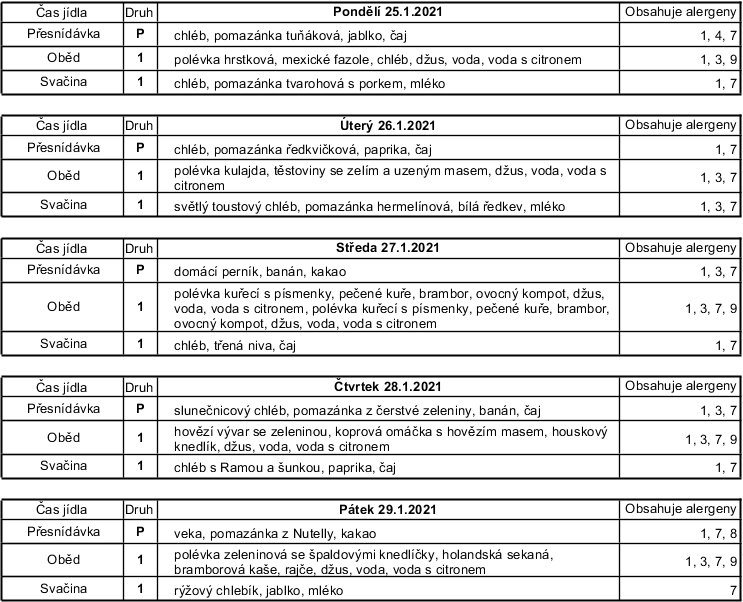 Čas jídla Druh Pondělí 25.1.2021 Obsahuje alergeny
Přesnídávka P chléb, pomazánka tuňáková, jablko, čaj 1, 4, 7
Oběd 1 polévka hrstková, mexické fazole, chléb, džus, voda, voda s citronem 1, 3, 9
Svačina 1 chléb, pomazánka tvarohová s porkem, mléko 1, 7
Čas jídla Druh Úterý 26.1.2021 Obsahuje alergeny
Přesnídávka P chléb, pomazánka ředkvičková, paprika, čaj 1, 7
Oběd 1 polévka kulajda, těstoviny se zelím a uzeným masem, džus, voda, voda s
citronem 1, 3, 7
Svačina 1 světlý toustový chléb, pomazánka hermelínová, bílá ředkev, mléko 1, 3, 7
Čas jídla Druh Středa 27.1.2021 Obsahuje alergeny
Přesnídávka P domácí perník, banán, kakao 1, 3, 7
Oběd 1 polévka kuřecí s písmenky, pečené kuře, brambor, ovocný kompot, džus,
voda, voda s citronem, polévka kuřecí s písmenky, pečené kuře, brambor, 1, 3, 7, 9
ovocný kompot, džus, voda, voda s citronem
Svačina 1 chléb, třená niva, čaj 1, 7
Čas jídla Druh Čtvrtek 28.1.2021 Obsahuje alergeny
Přesnídávka P slunečnicový chléb, pomazánka z čerstvé zeleniny, banán, čaj 1, 3, 7
Oběd 1 hovězí vývar se zeleninou, koprová omáčka s hovězím masem, houskový
knedlík, džus, voda, voda s citronem 1, 3, 7, 9
Svačina 1 chléb s Ramou a šunkou, paprika, čaj 1, 7
Čas jídla Druh Pátek 29.1.2021 Obsahuje alergeny
Přesnídávka P veka, pomazánka z Nutelly, kakao 1, 7, 8
Oběd 1 polévka zeleninová se špaldovými knedlíčky, holandská sekaná,
bramborová kaše, rajče, džus, voda, voda s citronem 1, 3, 7, 9
Svačina 1 rýžový chlebík, jablko, mléko 7